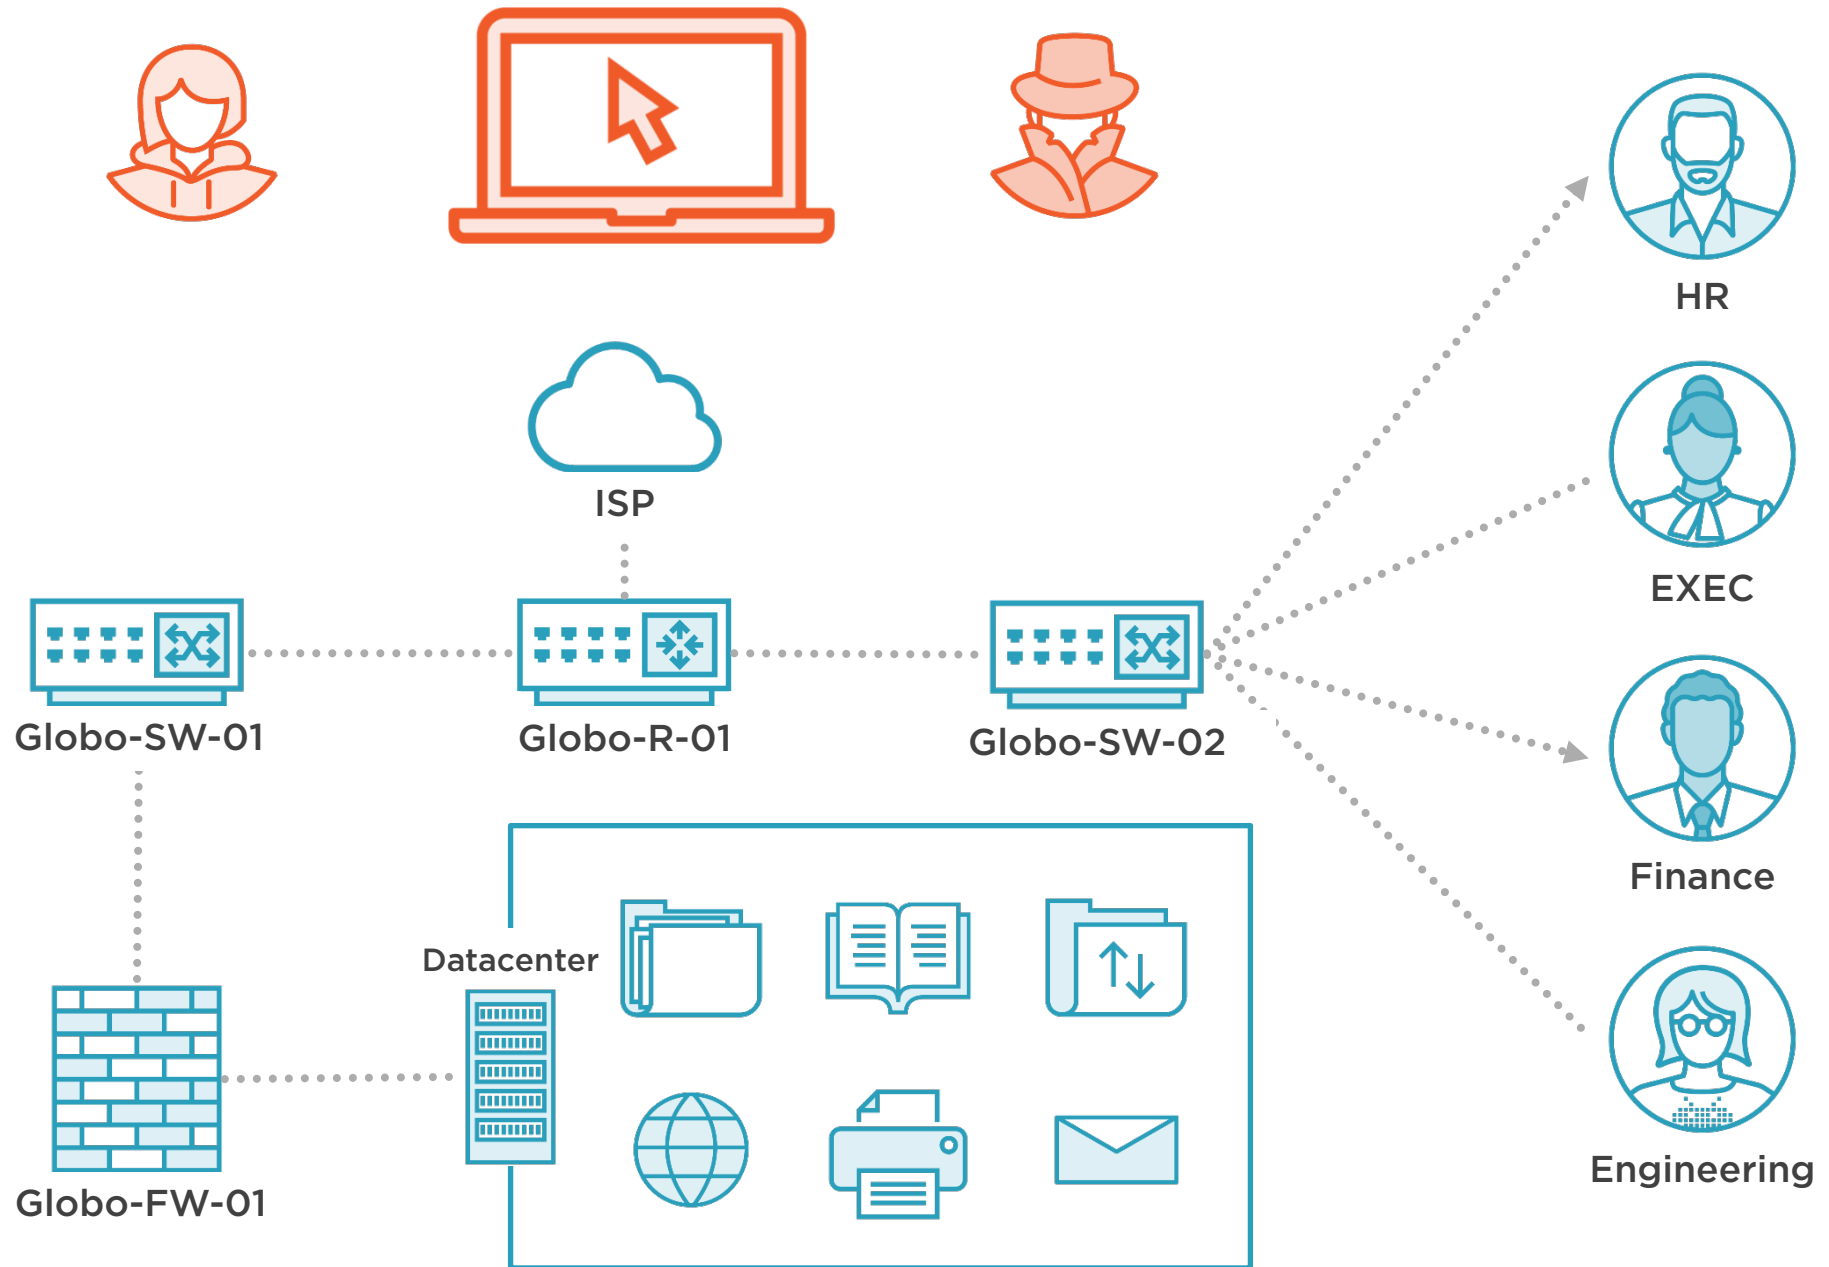 HR
ISP
EXEC
Globo-SW-01
Globo-R-01
Globo-SW-02
Finance
Datacenter
Engineering
Globo-FW-01